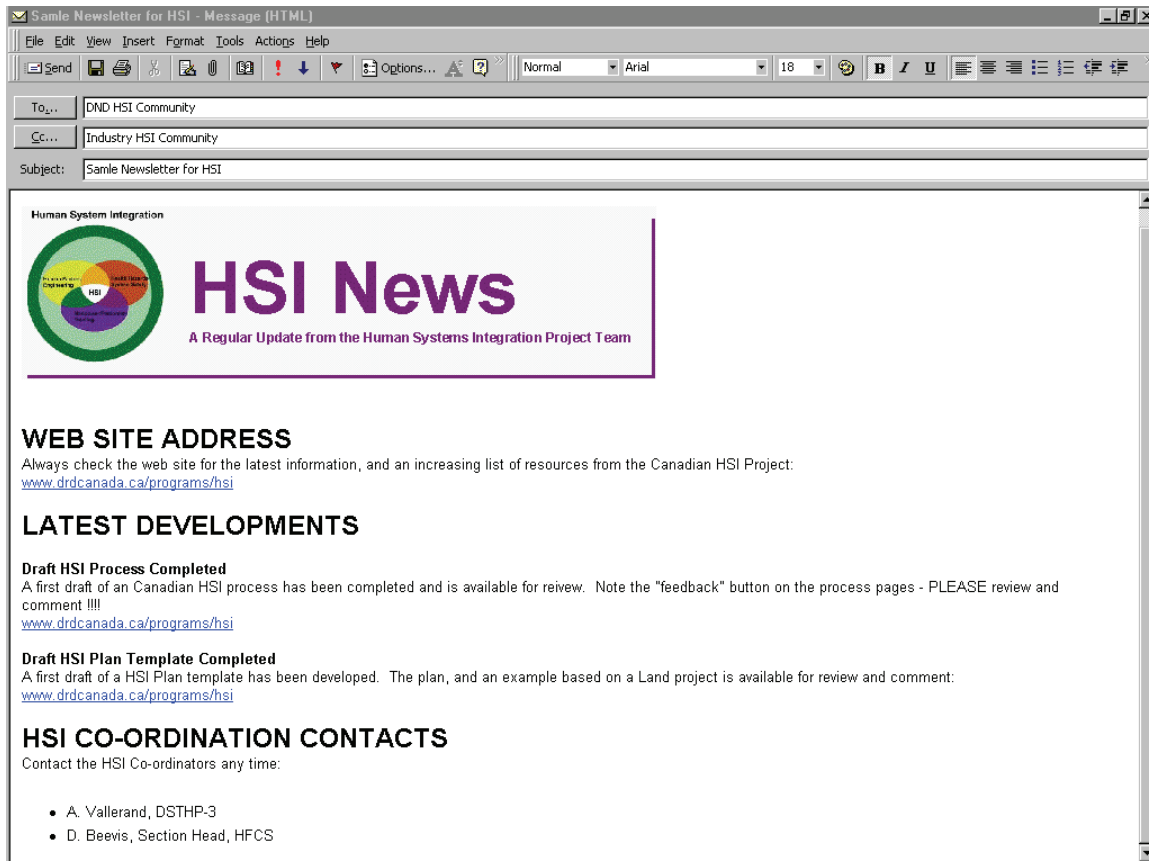 Samle Newsletter for HSI - Message (HTML)
File Edit View Insert Format Tools Actions Help
Send Options... Normal Arial 18 B I U
To... DND HSI Community
Cc... Industry HSI Community
Subject: Samle Newsletter for HSI
Human System Integration
HSI
HSI News
A Regular Update from the Human Systems Integration Project Team
WEB SITE ADDRESS
Always check the web site for the latest information, and an increasing list of resources from the Canadian HSI Project:
www.drdcanada.ca/programs/hsi
LATEST DEVELOPMENTS
Draft HSI Process Completed
A first draft of an Canadian HSI process has been completed and is available for reivew.  Note the "feedback" button on the process pages - PLEASE review and
comment !!!!
www.drdcanada.ca/programs/hsi
Draft HSI Plan Template Completed
A first draft of a HSI Plan template has been developed.  The plan, and an example based on a Land project is available for review and comment:
www.drdcanada.ca/programs/hsi
HSI CO-ORDINATION CONTACTS
Contact the HSI Co-ordinators any time:
• A. Vallerand, DSTHP-3
• D. Beevis, Section Head, HFCS